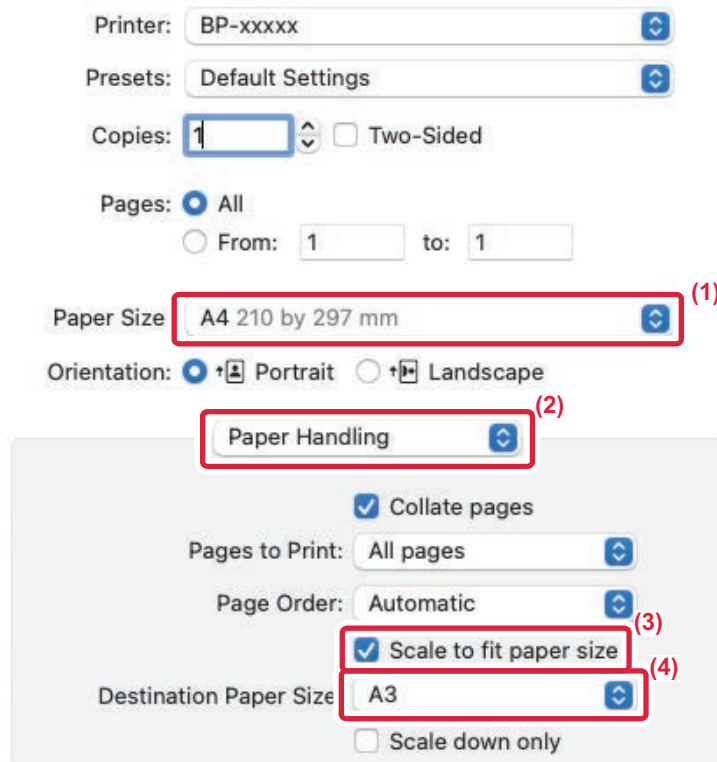 Printer: BP-xxxxx
Presets: Default Settings
Copies: 1 Two-Sided
Pages: All
From: 1 to: 1
(1)
Paper Size A4 210 by 297 mm
Orientation: Portrait Landscape
(2)
Paper Handling
Collate pages
Pages to Print: All pages
Page Order: Automatic
(3)
Scale to fit paper size
(4)
Destination Paper Size A3
Scale down only